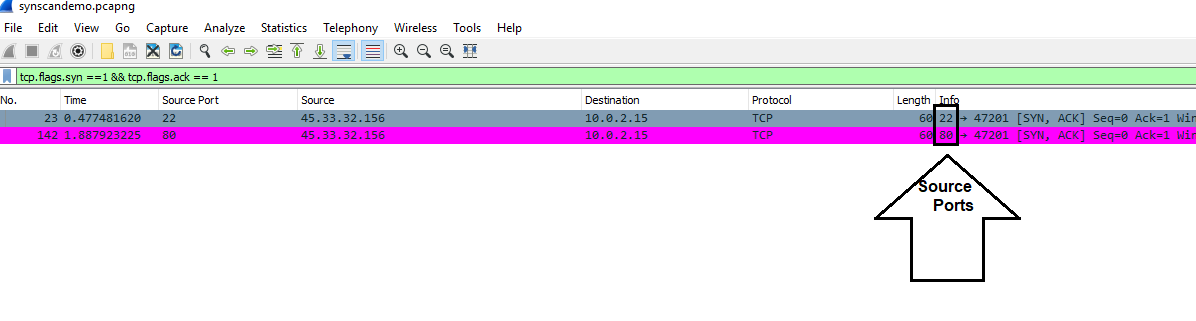 synscandemo.pcapng
File Edit View Go Capture Analyze Statistics Telephony Wireless Tools Help
tcp.flags.syn ==1 && tcp.flags.ack == 1
No. Time Source Port Source Destination Protocol Length Info
23 0.477481620 22 45.33.32.156 10.0.2.15 TCP 60 22 → 47201 [SYN, ACK] Seq=0 Ack=1 Win
142 1.887923225 80 45.33.32.156 10.0.2.15 TCP 60 80 → 47201 [SYN, ACK] Seq=0 Ack=1 Win
Source
Ports